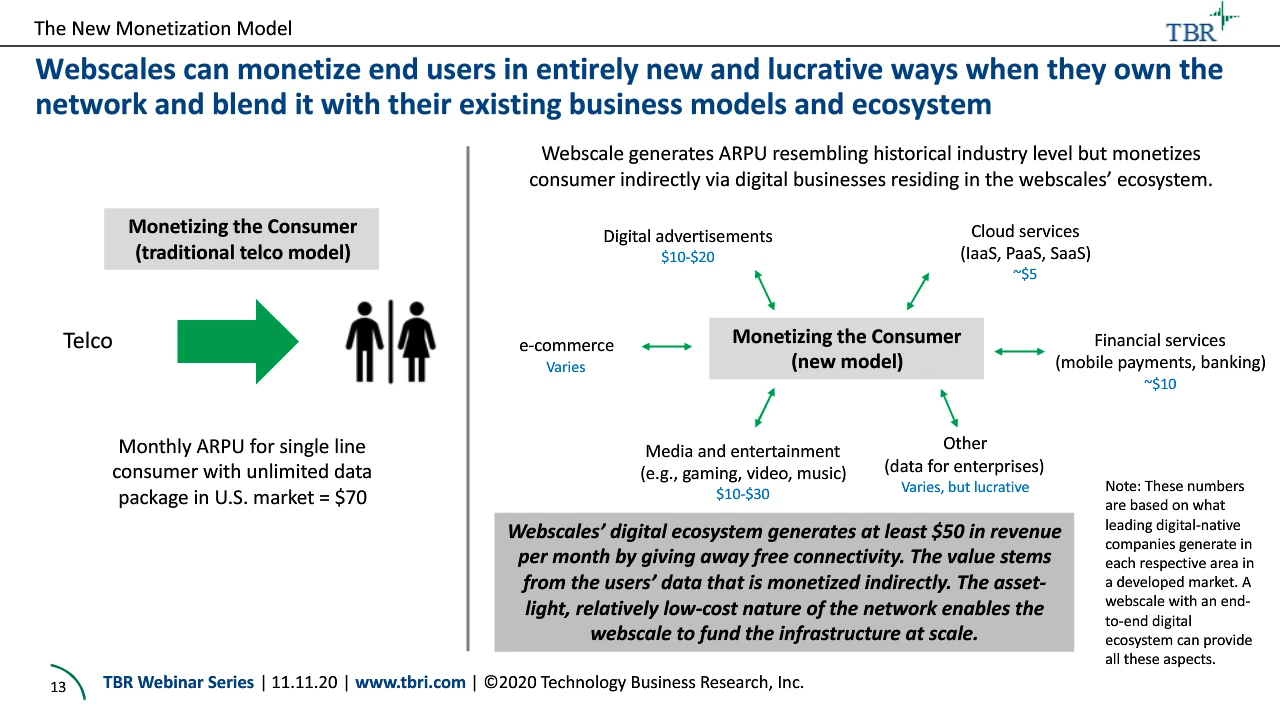 The New Monetization Model
TBR
Webscales can monetize end users in entirely new and lucrative ways when they own the
network and blend it with their existing business models and ecosystem
Monetizing the Consumer
(traditional telco model)
Telco
Monthly ARPU for single line
consumer with unlimited data
package in U.S. market = $70
Webscale generates ARPU resembling historical industry level but monetizes
consumer indirectly via digital businesses residing in the webscales’ ecosystem.
Digital advertisements
$10-$20
Cloud services
(IaaS, PaaS, SaaS)
~$5
e-commerce
Varies
Monetizing the Consumer
(new model)
Financial services
(mobile payments, banking)
~$10
Media and entertainment
(e.g., gaming, video, music)
$10-$30
Other
(data for enterprises)
Varies, but lucrative
Webscales’ digital ecosystem generates at least $50 in revenue
per month by giving away free connectivity. The value stems
from the users’ data that is monetized indirectly. The asset-
light, relatively low-cost nature of the network enables the
webscale to fund the infrastructure at scale.
Note: These numbers
are based on what
leading digital-native
companies generate in
each respective area in
a developed market. A
webscale with an end-
to-end digital
ecosystem can provide
all these aspects.
13
TBR Webinar Series | 11.11.20 | www.tbri.com | ©2020 Technology Business Research, Inc.